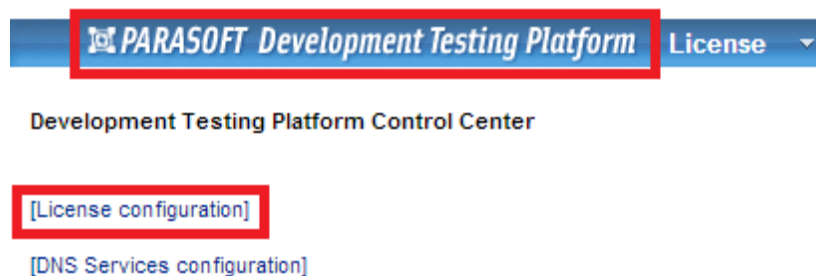 PARASOFT Development Testing Platform License
Development Testing Platform Control Center
[License configuration]
[DNS Services configuration]